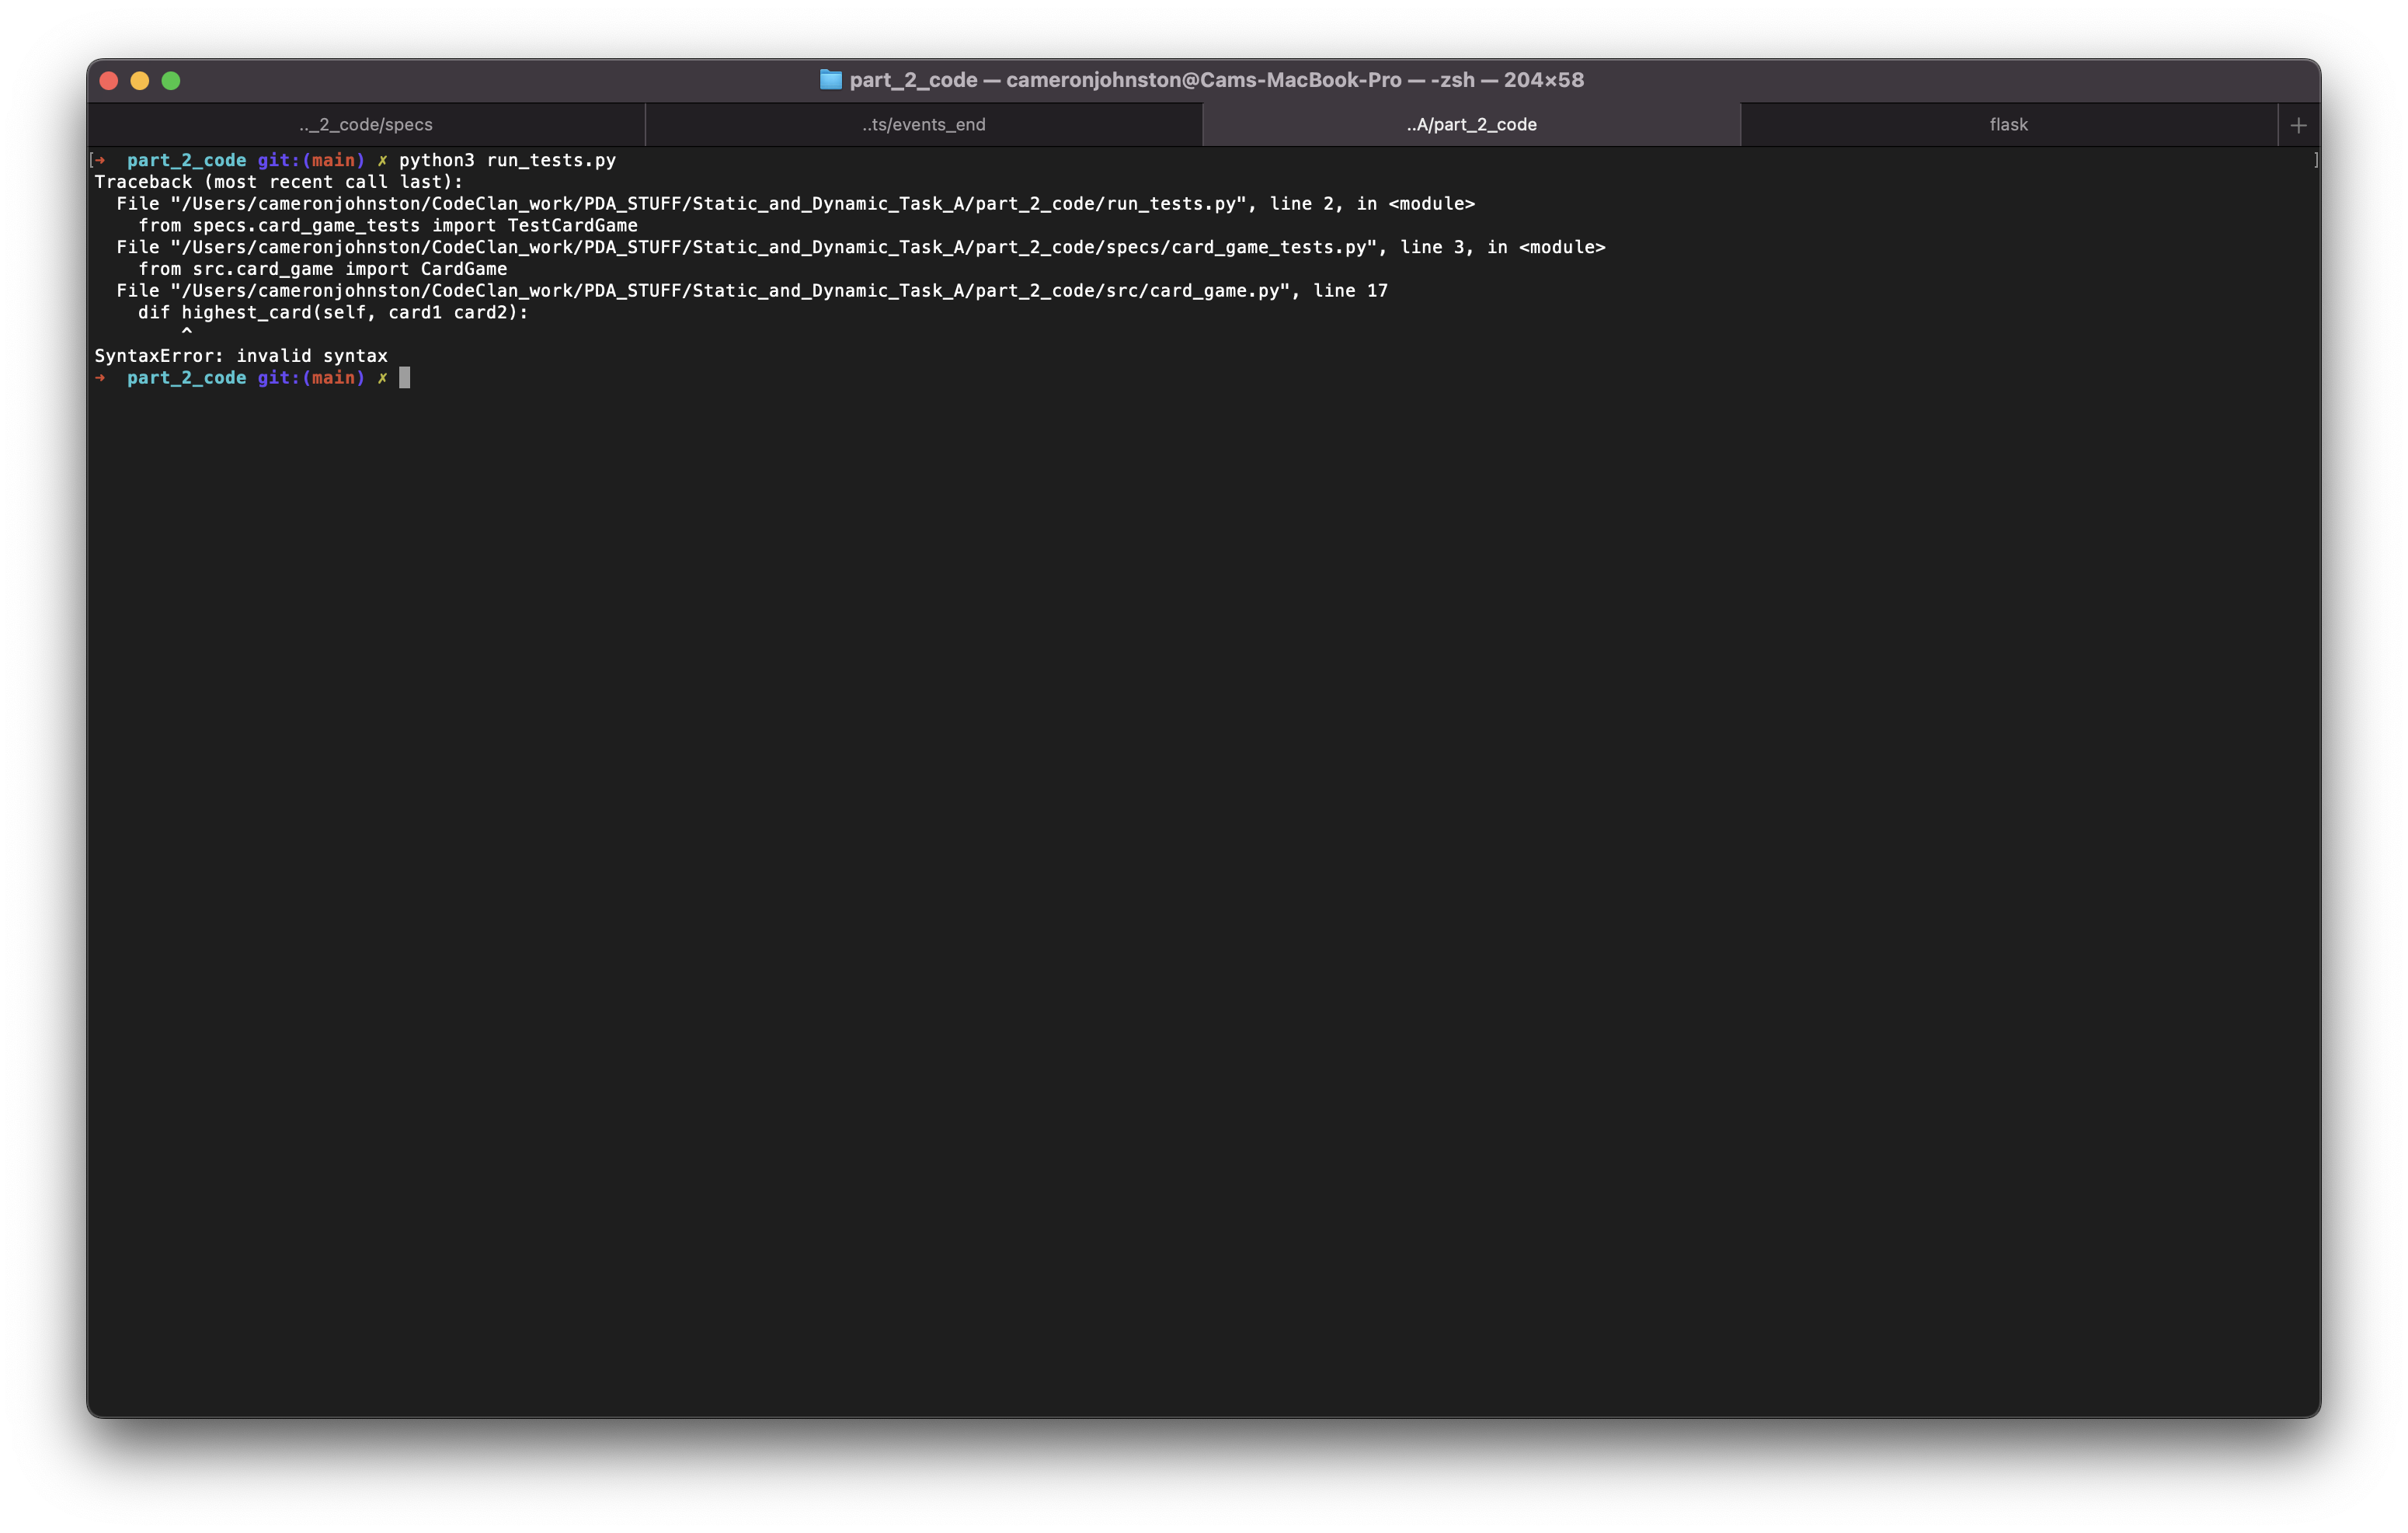 part_2_code — cameronjohnston@Cams-MacBook-Pro — -zsh — 204×58
.._2_code/specs ..ts/events_end ..A/part_2_code flask +
[➜  part_2_code git:(main) ✗ python3 run_tests.py ]
Traceback (most recent call last):
  File "/Users/cameronjohnston/CodeClan_work/PDA_STUFF/Static_and_Dynamic_Task_A/part_2_code/run_tests.py", line 2, in <module>
    from specs.card_game_tests import TestCardGame
  File "/Users/cameronjohnston/CodeClan_work/PDA_STUFF/Static_and_Dynamic_Task_A/part_2_code/specs/card_game_tests.py", line 3, in <module>
    from src.card_game import CardGame
  File "/Users/cameronjohnston/CodeClan_work/PDA_STUFF/Static_and_Dynamic_Task_A/part_2_code/src/card_game.py", line 17
    dif highest_card(self, card1 card2):
        ^
SyntaxError: invalid syntax
➜  part_2_code git:(main) ✗